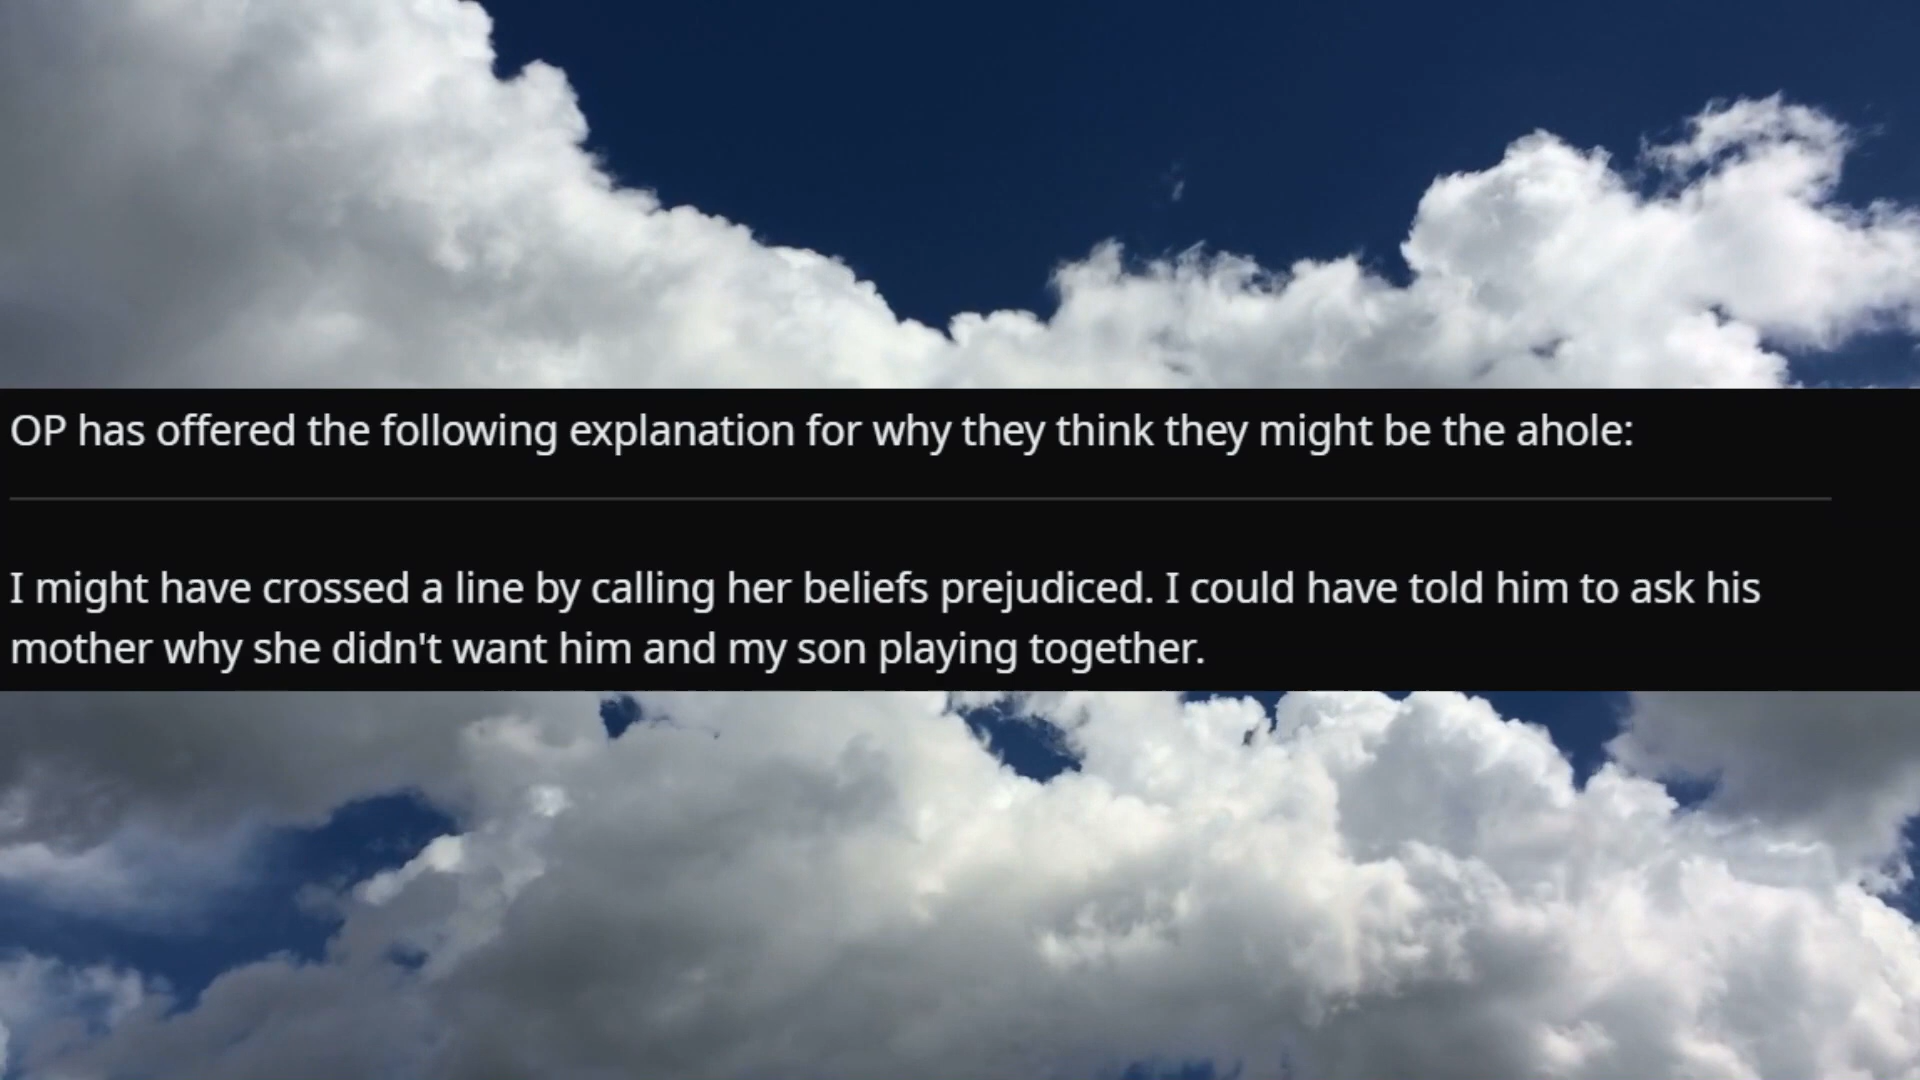 OP has offered the following explanation for why they think they might be the ahole:
I might have crossed a line by calling her beliefs prejudiced. I could have told him to ask his
mother why she didn't want him and my son playing together.